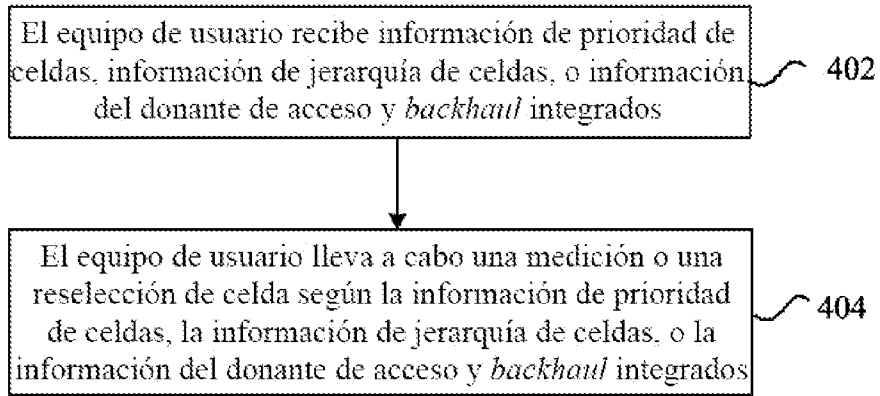 El equipo de usuario recibe información de prioridad de
celdas, información de jerarquía de celdas, o información
del donante de acceso y backhaul integrados
402
El equipo de usuario lleva a cabo una medición o una
reselección de celda según la información de prioridad
de celdas, la información de jerarquía de celdas, o la
información del donante de acceso y backhaul integrados
404